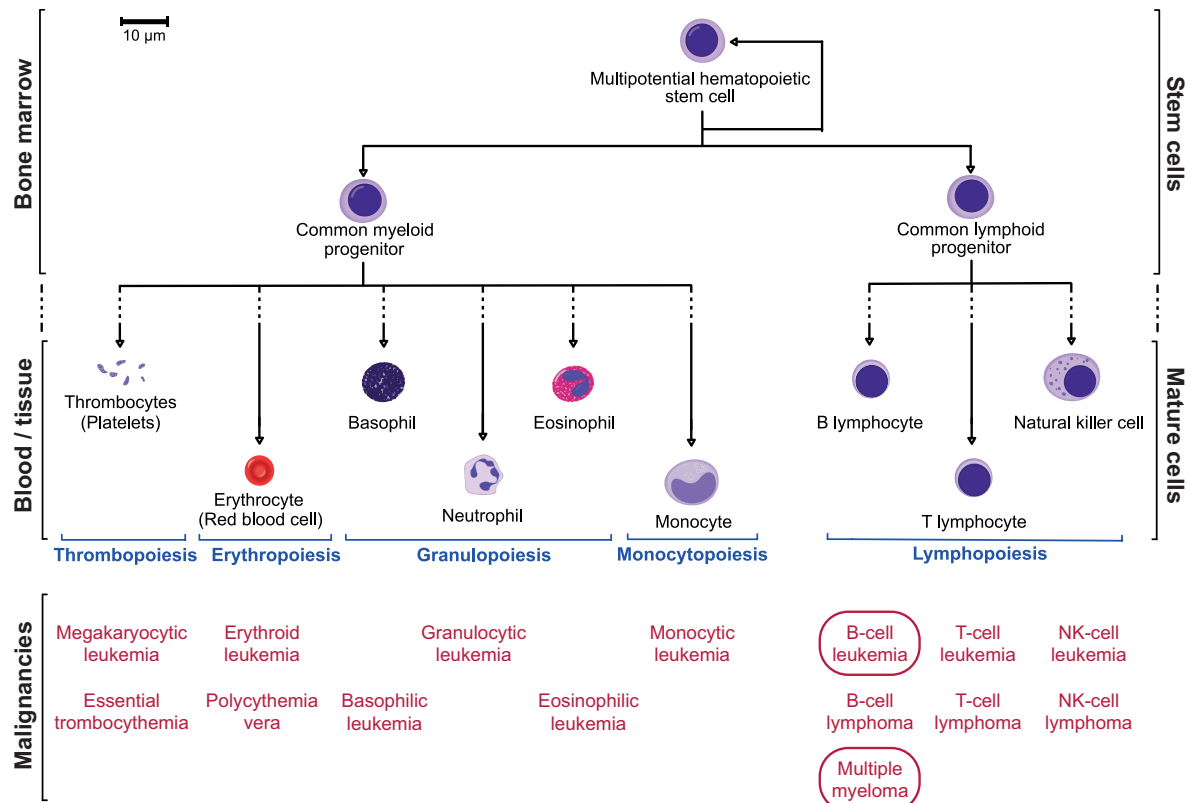 10 μm
Bone marrow
Stem cells
Multipotential hematopoietic
stem cell
Common myeloid
progenitor
Common lymphoid
progenitor
Blood / tissue
Mature cells
Thrombocytes
(Platelets)
Basophil
Eosinophil
B lymphocyte
Natural killer cell
Erythrocyte
(Red blood cell)
Neutrophil
Monocyte
T lymphocyte
Thrombopoiesis
Erythropoiesis
Granulopoiesis
Monocytopoiesis
Lymphopoiesis
Malignancies
Megakaryocytic
leukemia
Erythroid
leukemia
Granulocytic
leukemia
Monocytic
leukemia
B-cell
leukemia
T-cell
leukemia
NK-cell
leukemia
Essential
trombocythemia
Polycythemia
vera
Basophilic
leukemia
Eosinophilic
leukemia
B-cell
lymphoma
T-cell
lymphoma
NK-cell
lymphoma
Multiple
myeloma